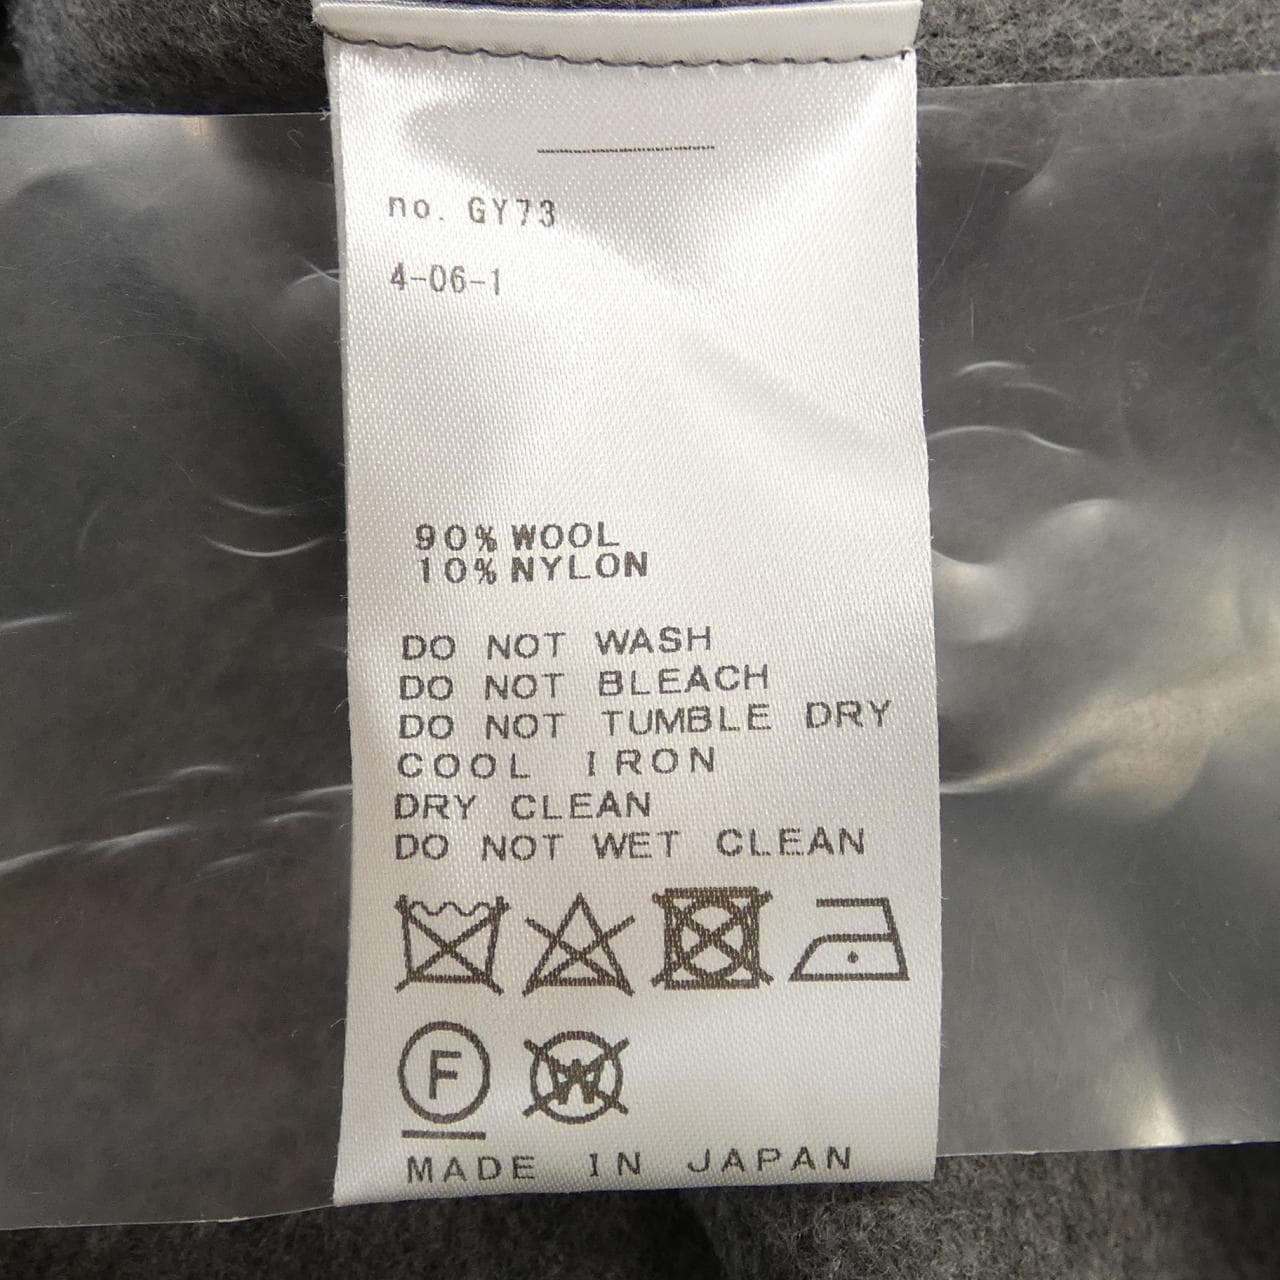 no. GY73
4-06-1
90% WOOL
10% NYLON
DO NOT WASH
DO NOT BLEACH
DO NOT TUMBLE DRY
COOL IRON
DRY CLEAN
DO NOT WET CLEAN
F W
MADE IN JAPAN